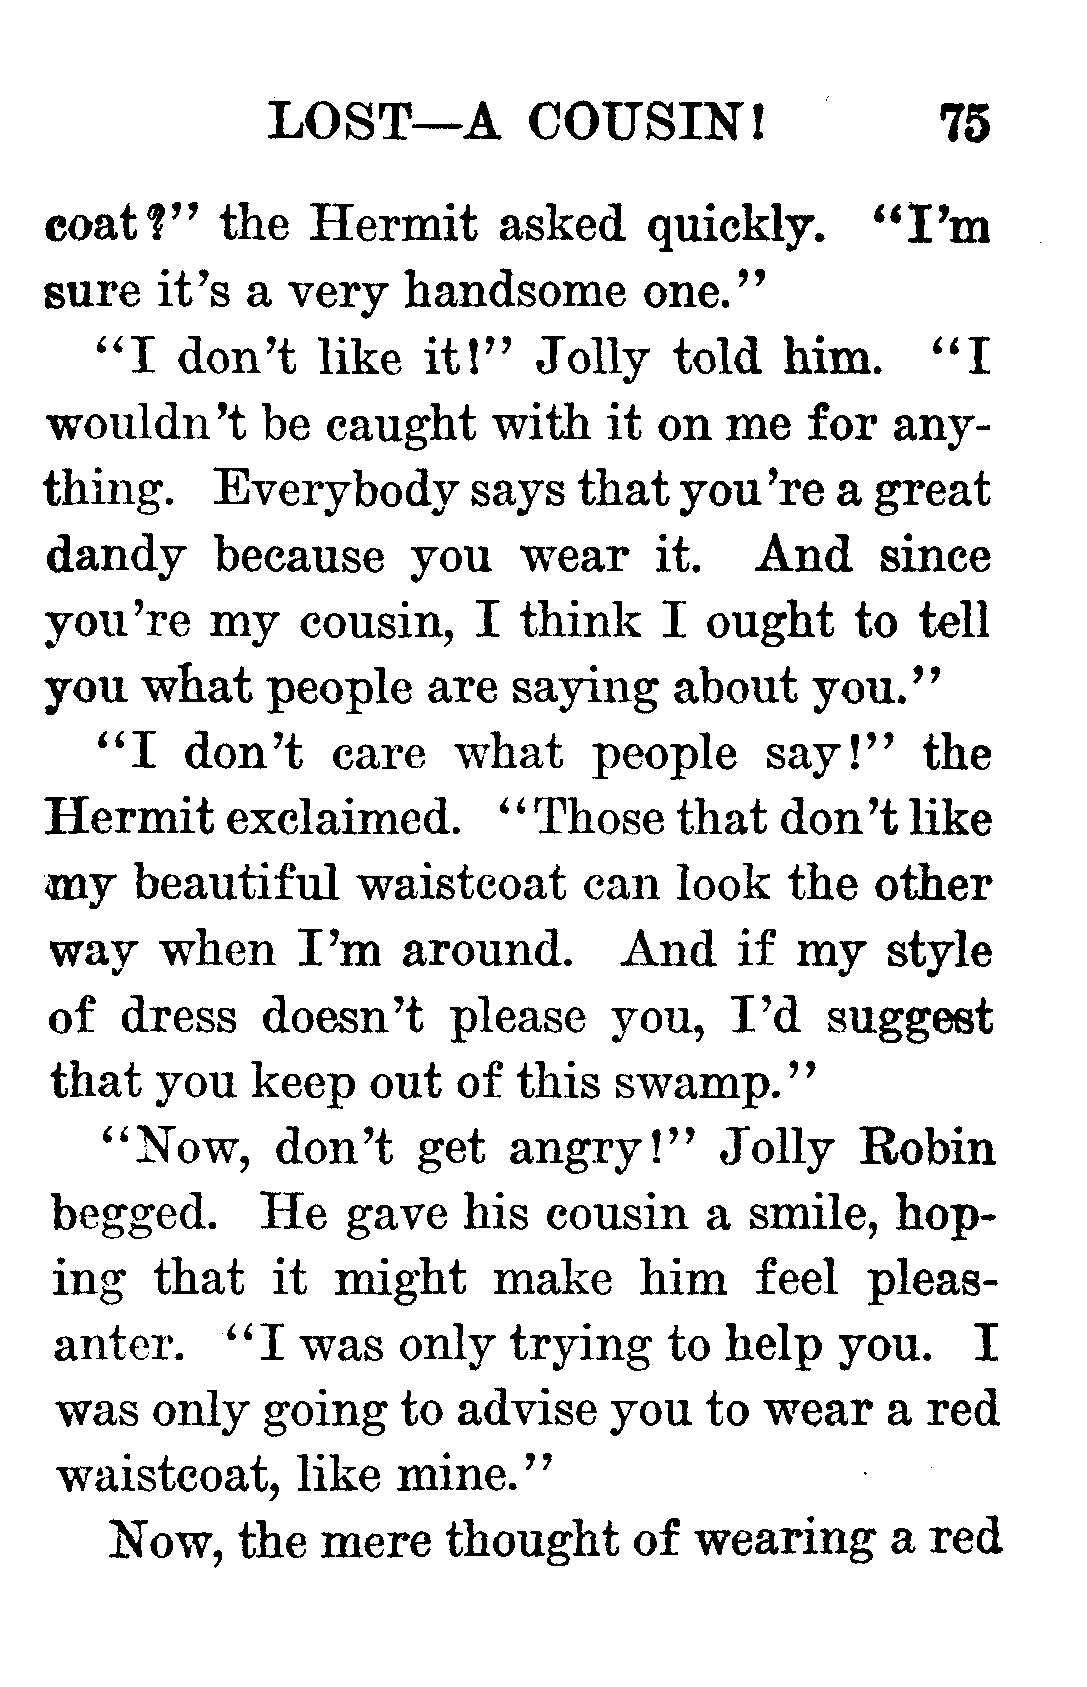 LOST—A COUSIN! 75
coat?" the Hermit asked quickly. "I'm
sure it's a very handsome one."
"I don't like it!" Jolly told him. "I
wouldn't be caught with it on me for any-
thing. Everybody says that you're a great
dandy because you wear it. And since
you're my cousin, I think I ought to tell
you what people are saying about you."
"I don't care what people say!" the
Hermit exclaimed. "Those that don't like
my beautiful waistcoat can look the other
way when I'm around. And if my style
of dress doesn't please you, I'd suggest
that you keep out of this swamp."
"Now, don't get angry!" Jolly Robin
begged. He gave his cousin a smile, hop-
ing that it might make him feel pleas-
anter. "I was only trying to help you. I
was only going to advise you to wear a red
waistcoat, like mine."
Now, the mere thought of wearing a red